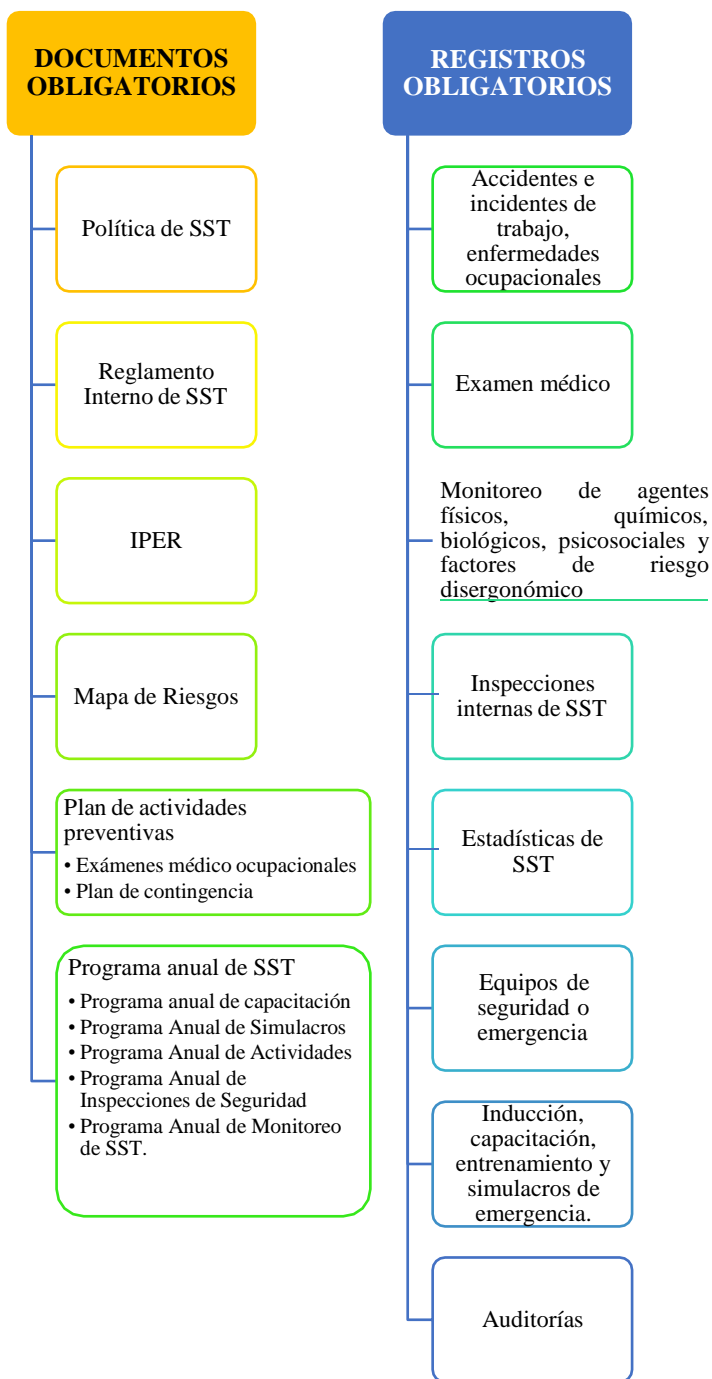 DOCUMENTOS
OBLIGATORIOS
Política de SST
Reglamento
Interno de SST
IPER
Mapa de Riesgos
Plan de actividades
preventivas
• Exámenes médico ocupacionales
• Plan de contingencia
Programa anual de SST
• Programa anual de capacitación
• Programa Anual de Simulacros
• Programa Anual de Actividades
• Programa Anual de
Inspecciones de Seguridad
• Programa Anual de Monitoreo
de SST.
REGISTROS
OBLIGATORIOS
Accidentes e
incidentes de
trabajo,
enfermedades
ocupacionales
Examen médico
Monitoreo de agentes
físicos, químicos,
biológicos, psicosociales y
factores de riesgo
disergonómico
Inspecciones
internas de SST
Estadísticas de
SST
Equipos de
seguridad o
emergencia
Inducción,
capacitación,
entrenamiento y
simulacros de
emergencia.
Auditorías